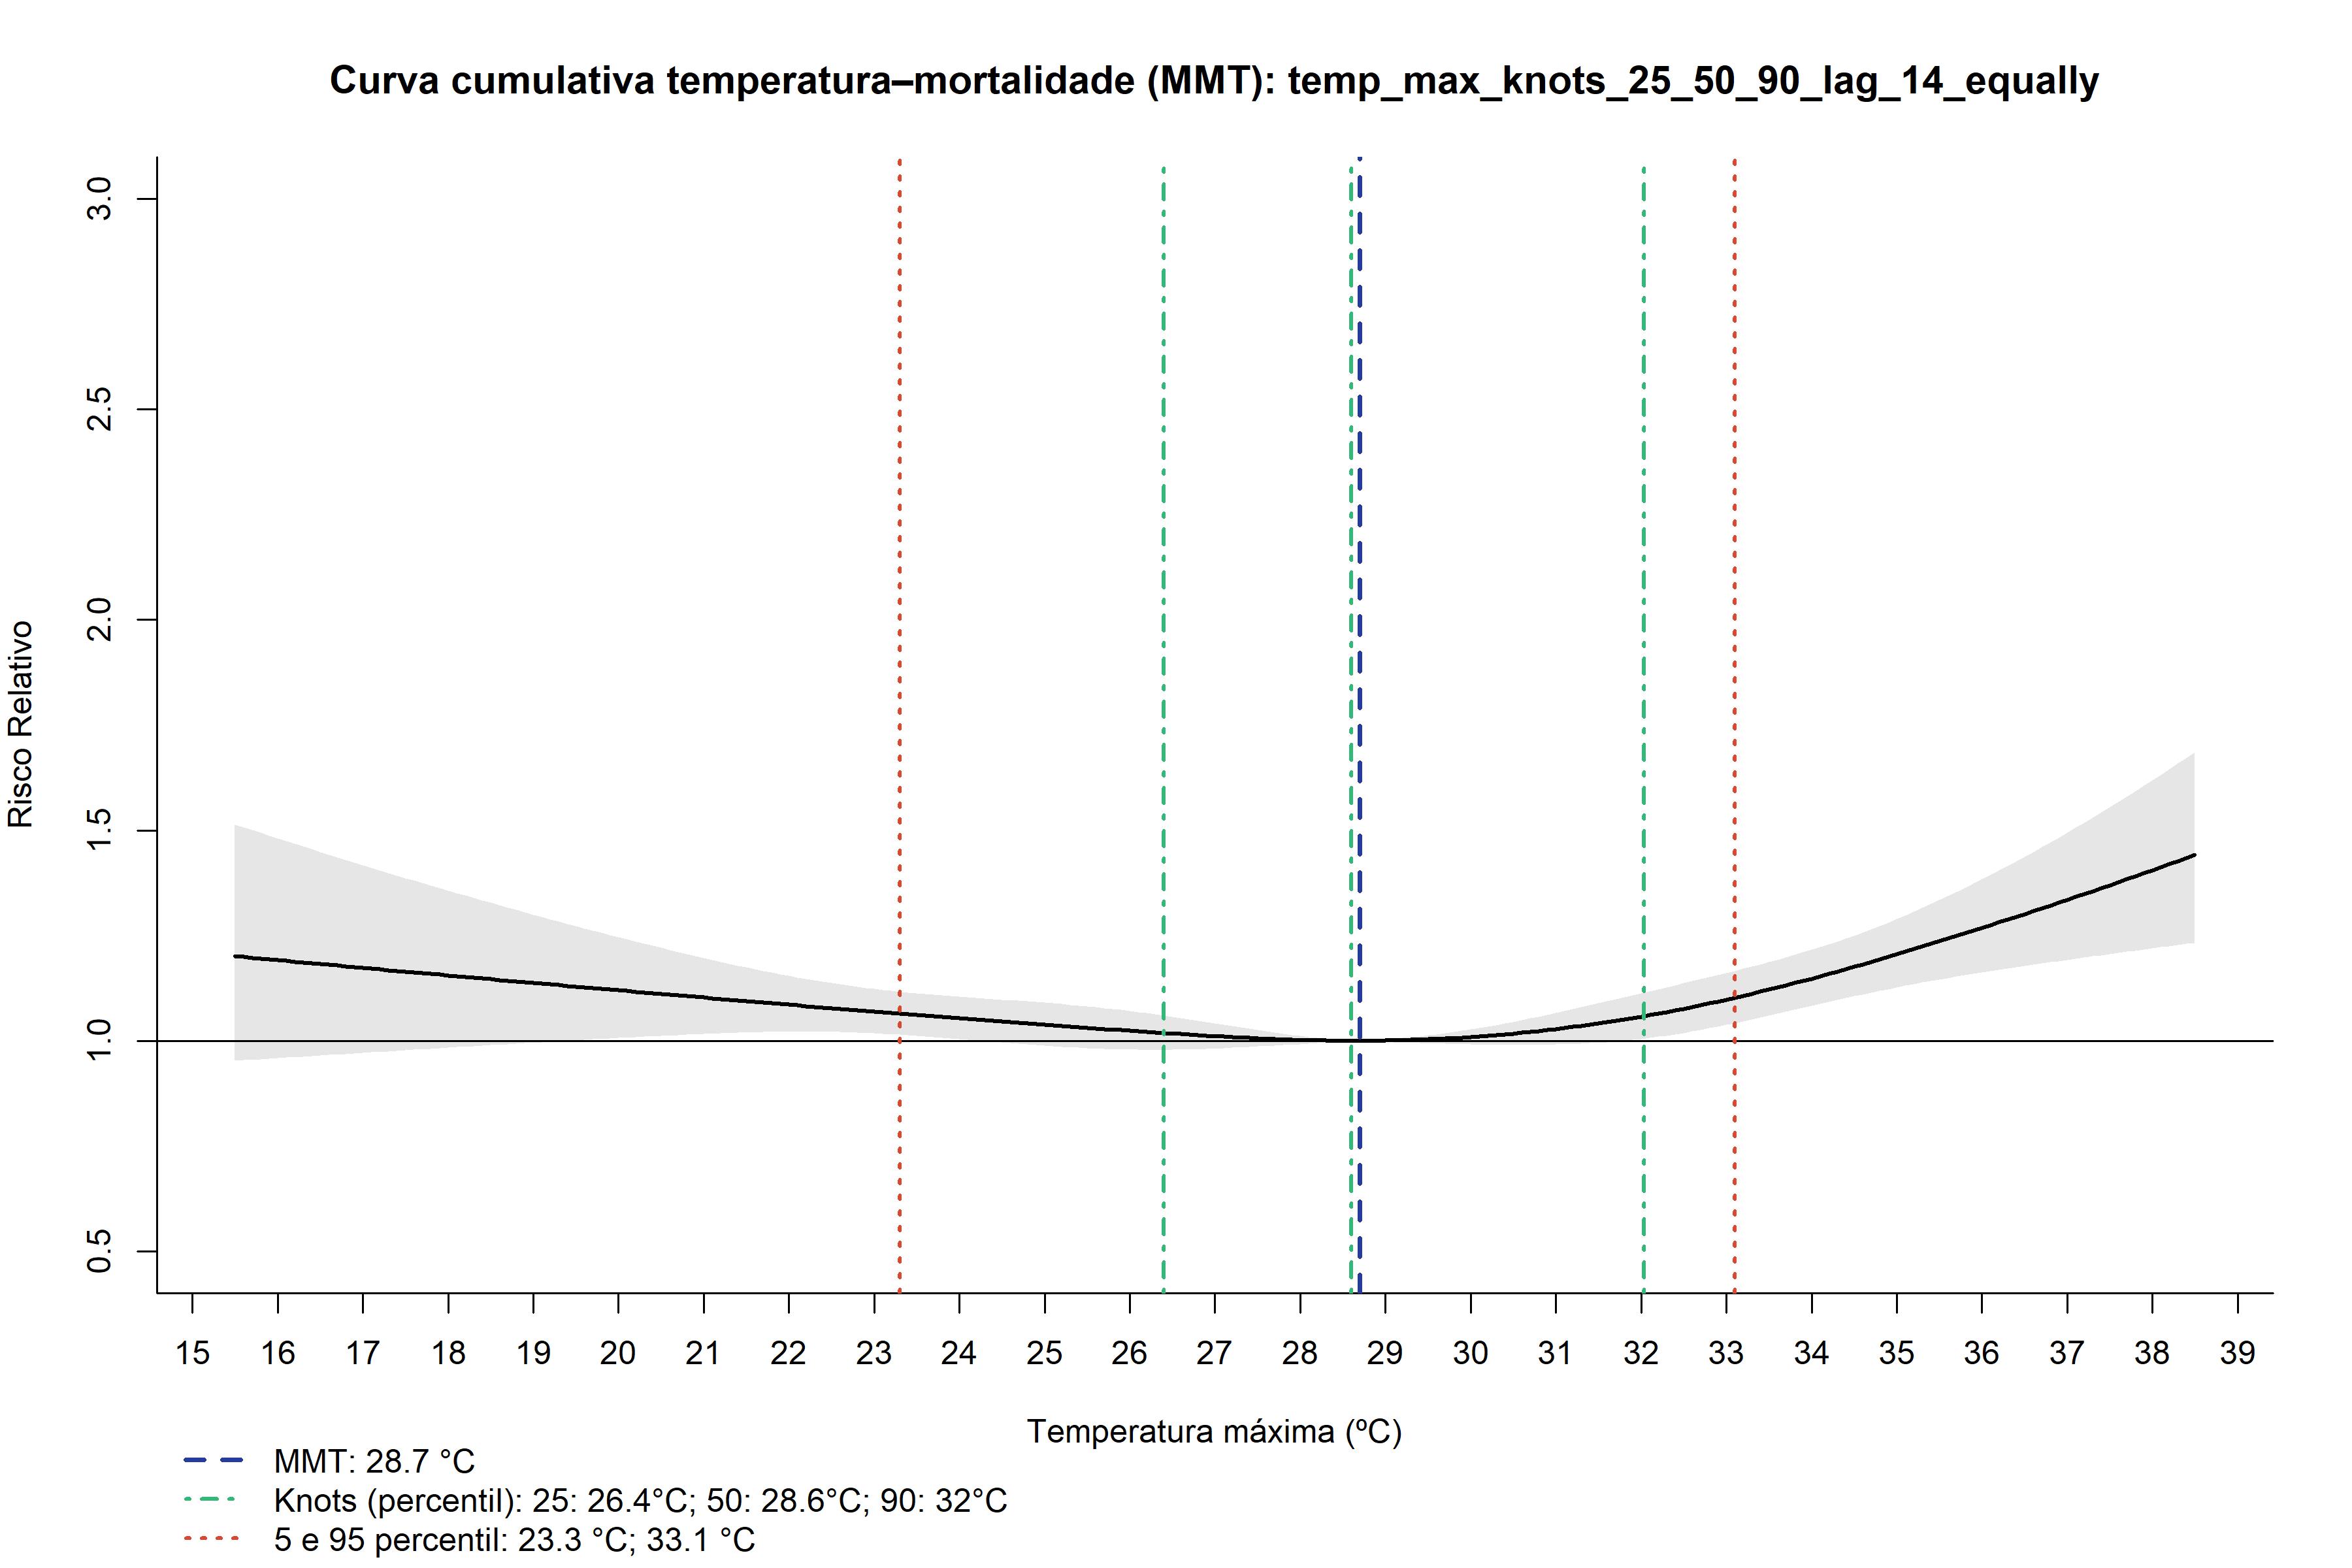 Curva cumulativa temperatura–mortalidade (MMT): temp_max_knots_25_50_90_lag_14_equally
Risco Relativo
3.0
2.5
2.0
1.5
1.0
0.5
15 16 17 18 19 20 21 22 23 24 25 26 27 28 29 30 31 32 33 34 35 36 37 38 39
Temperatura máxima (ºC)
MMT: 28.7 °C
Knots (percentil): 25: 26.4°C; 50: 28.6°C; 90: 32°C
5 e 95 percentil: 23.3 °C; 33.1 °C